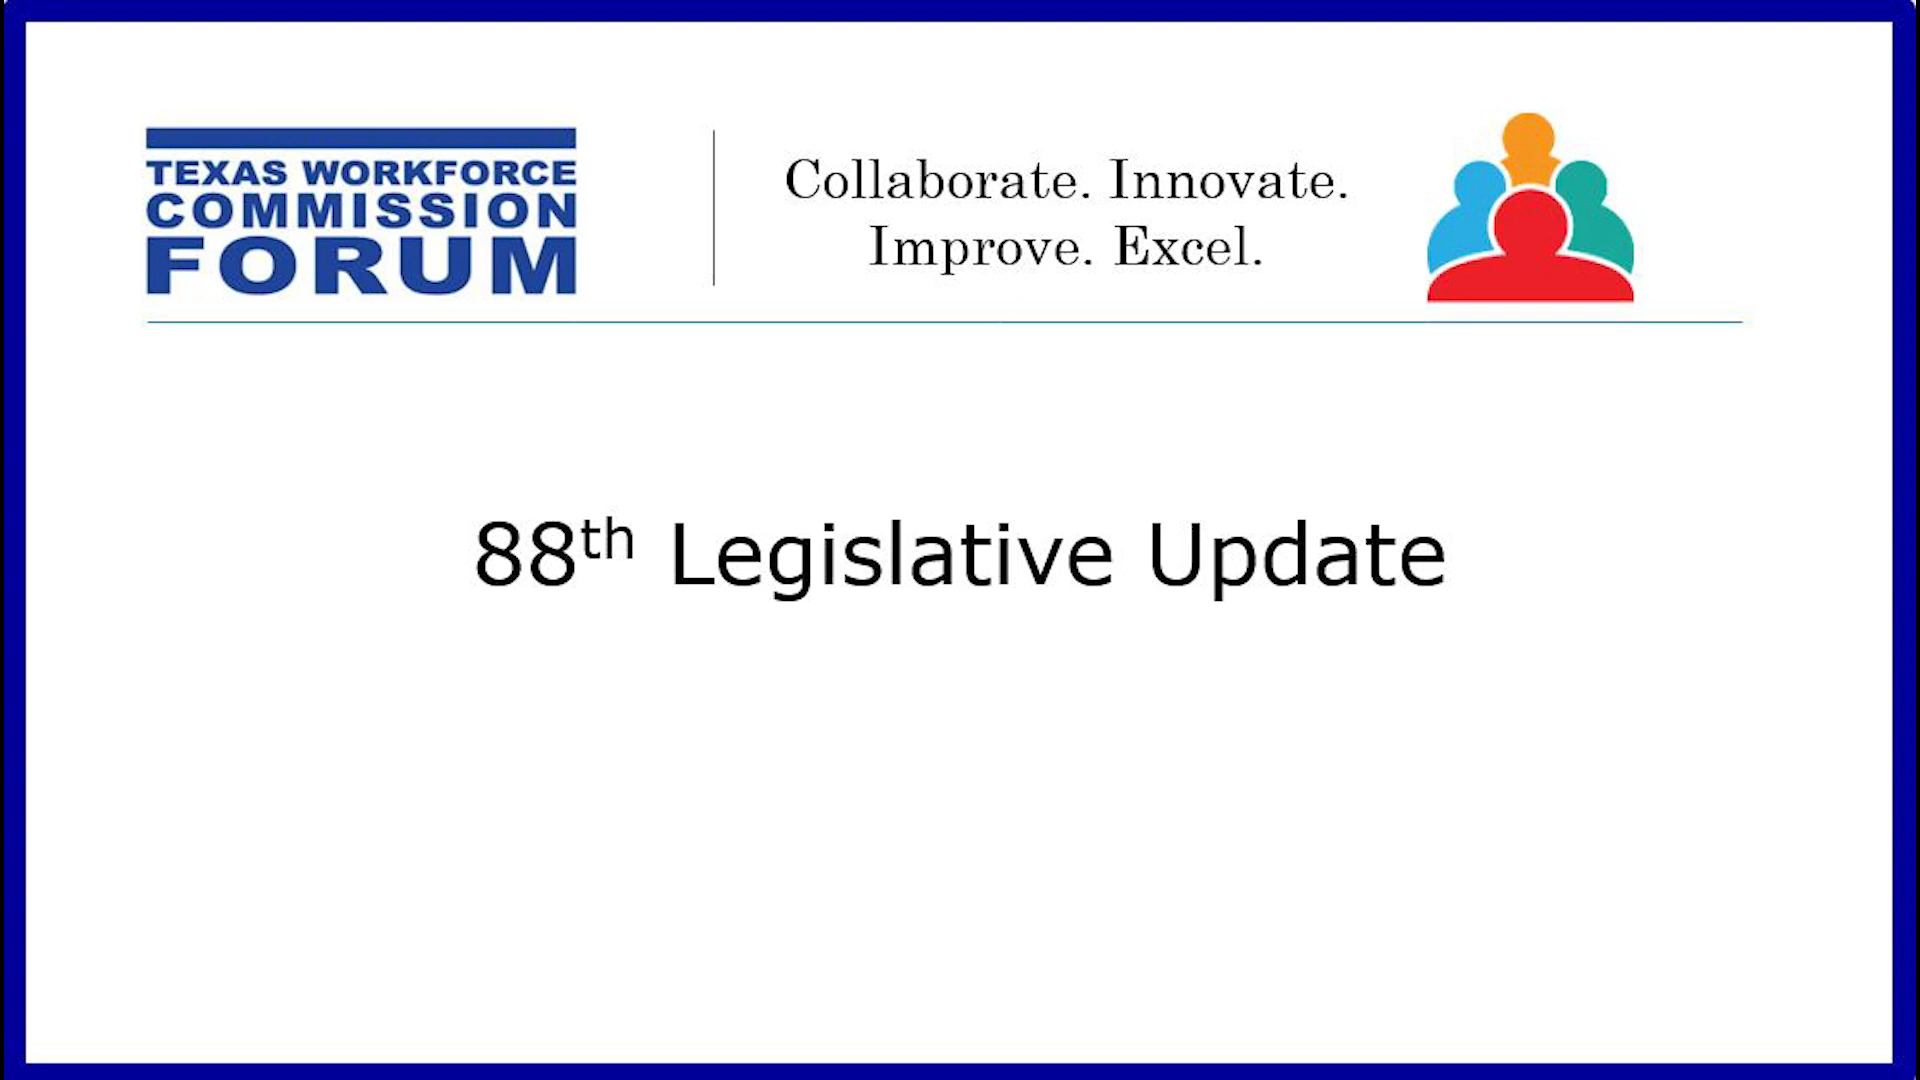 TEXAS WORKFORCE
COMMISSION
FORUM
Collaborate. Innovate.
Improve. Excel.
88th Legislative Update